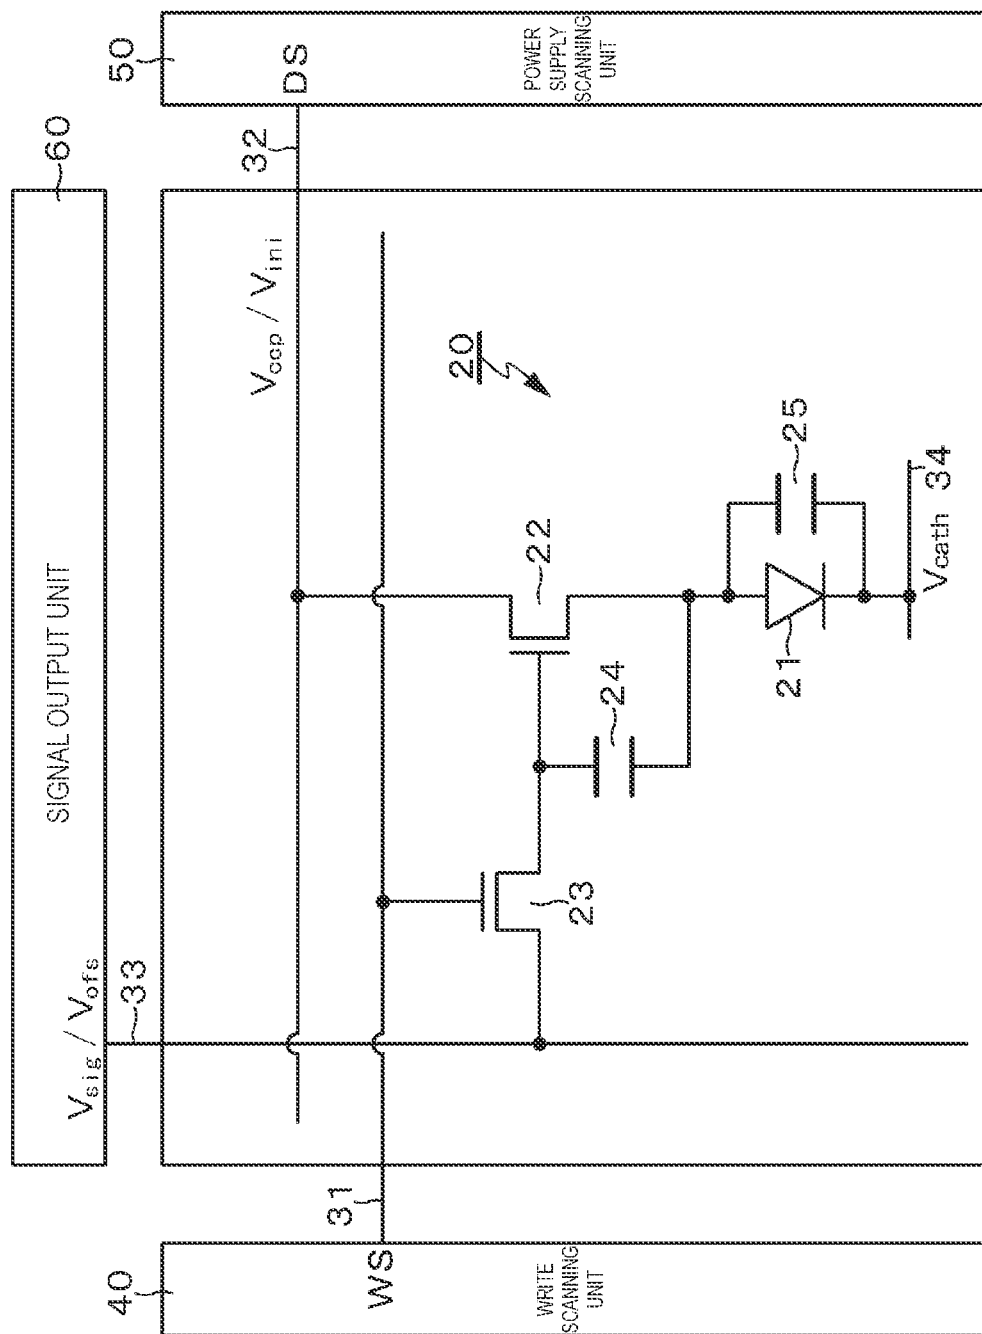 60
SIGNAL OUTPUT UNIT
40
Vsig / Vofs
33
50
WS
31
32
DS
Vccp / Vini
20
22
23
24
25
21
Vcath 34
WRITE
SCANNING
UNIT
POWER
SUPPLY
SCANNING
UNIT